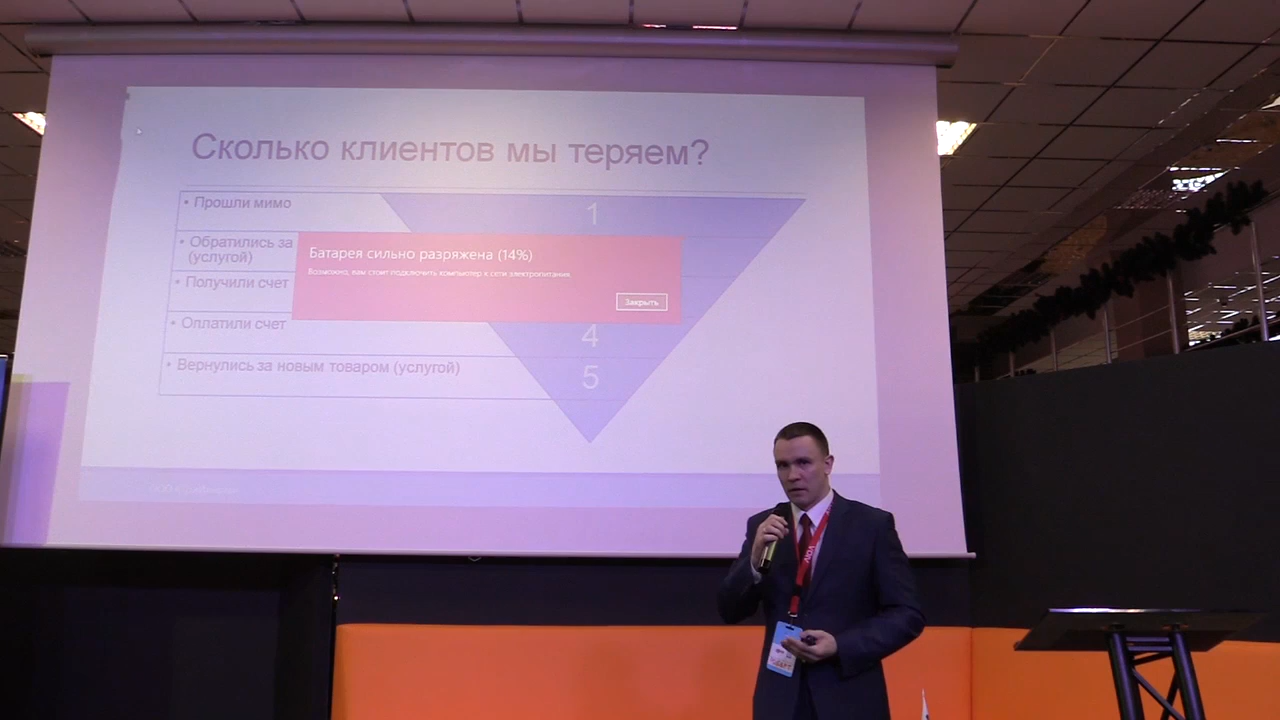 Сколько клиентов мы теряем?
• Прошли мимо
1
• Обратились за
(услугой)
Батарея сильно разряжена (14%)
Возможно, вам стоит подключить компьютер к сети электропитания.
Закрыть
• Получили счет
• Оплатили счет
4
• Вернулись за новым товаром (услугой)
5